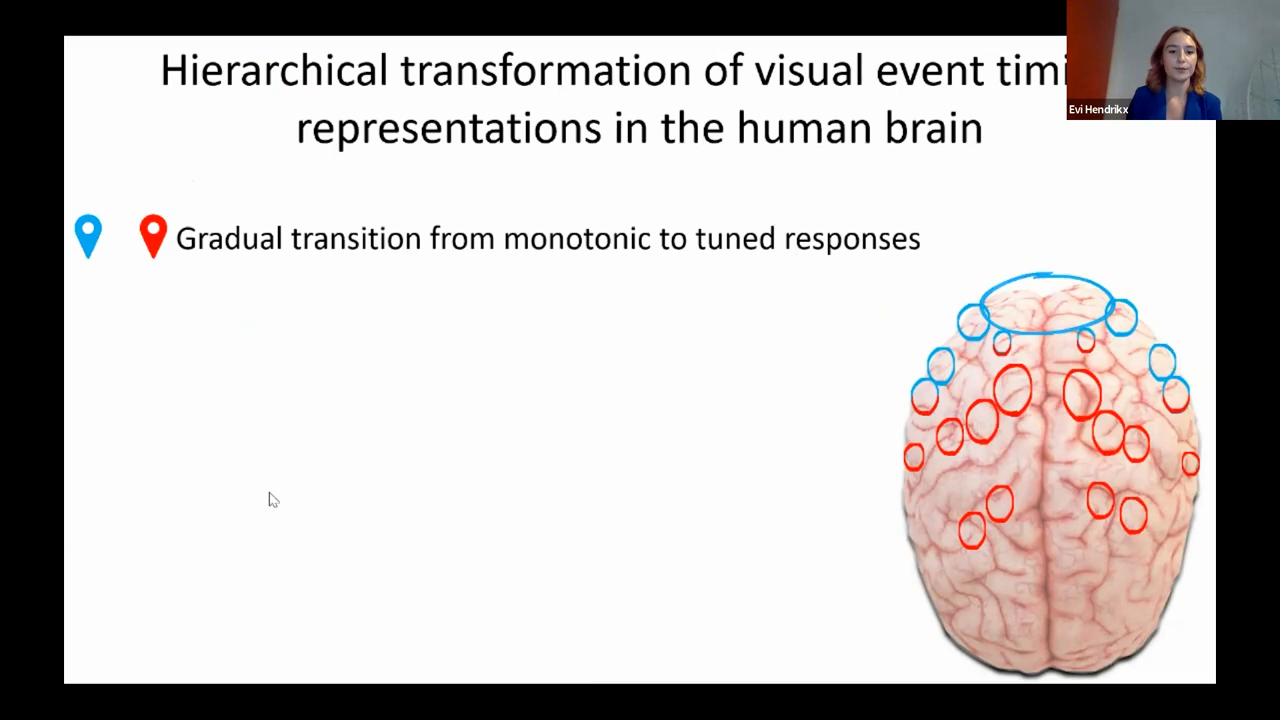 Hierarchical transformation of visual event timi
representations in the human brain
Evi Hendrikx
Gradual transition from monotonic to tuned responses